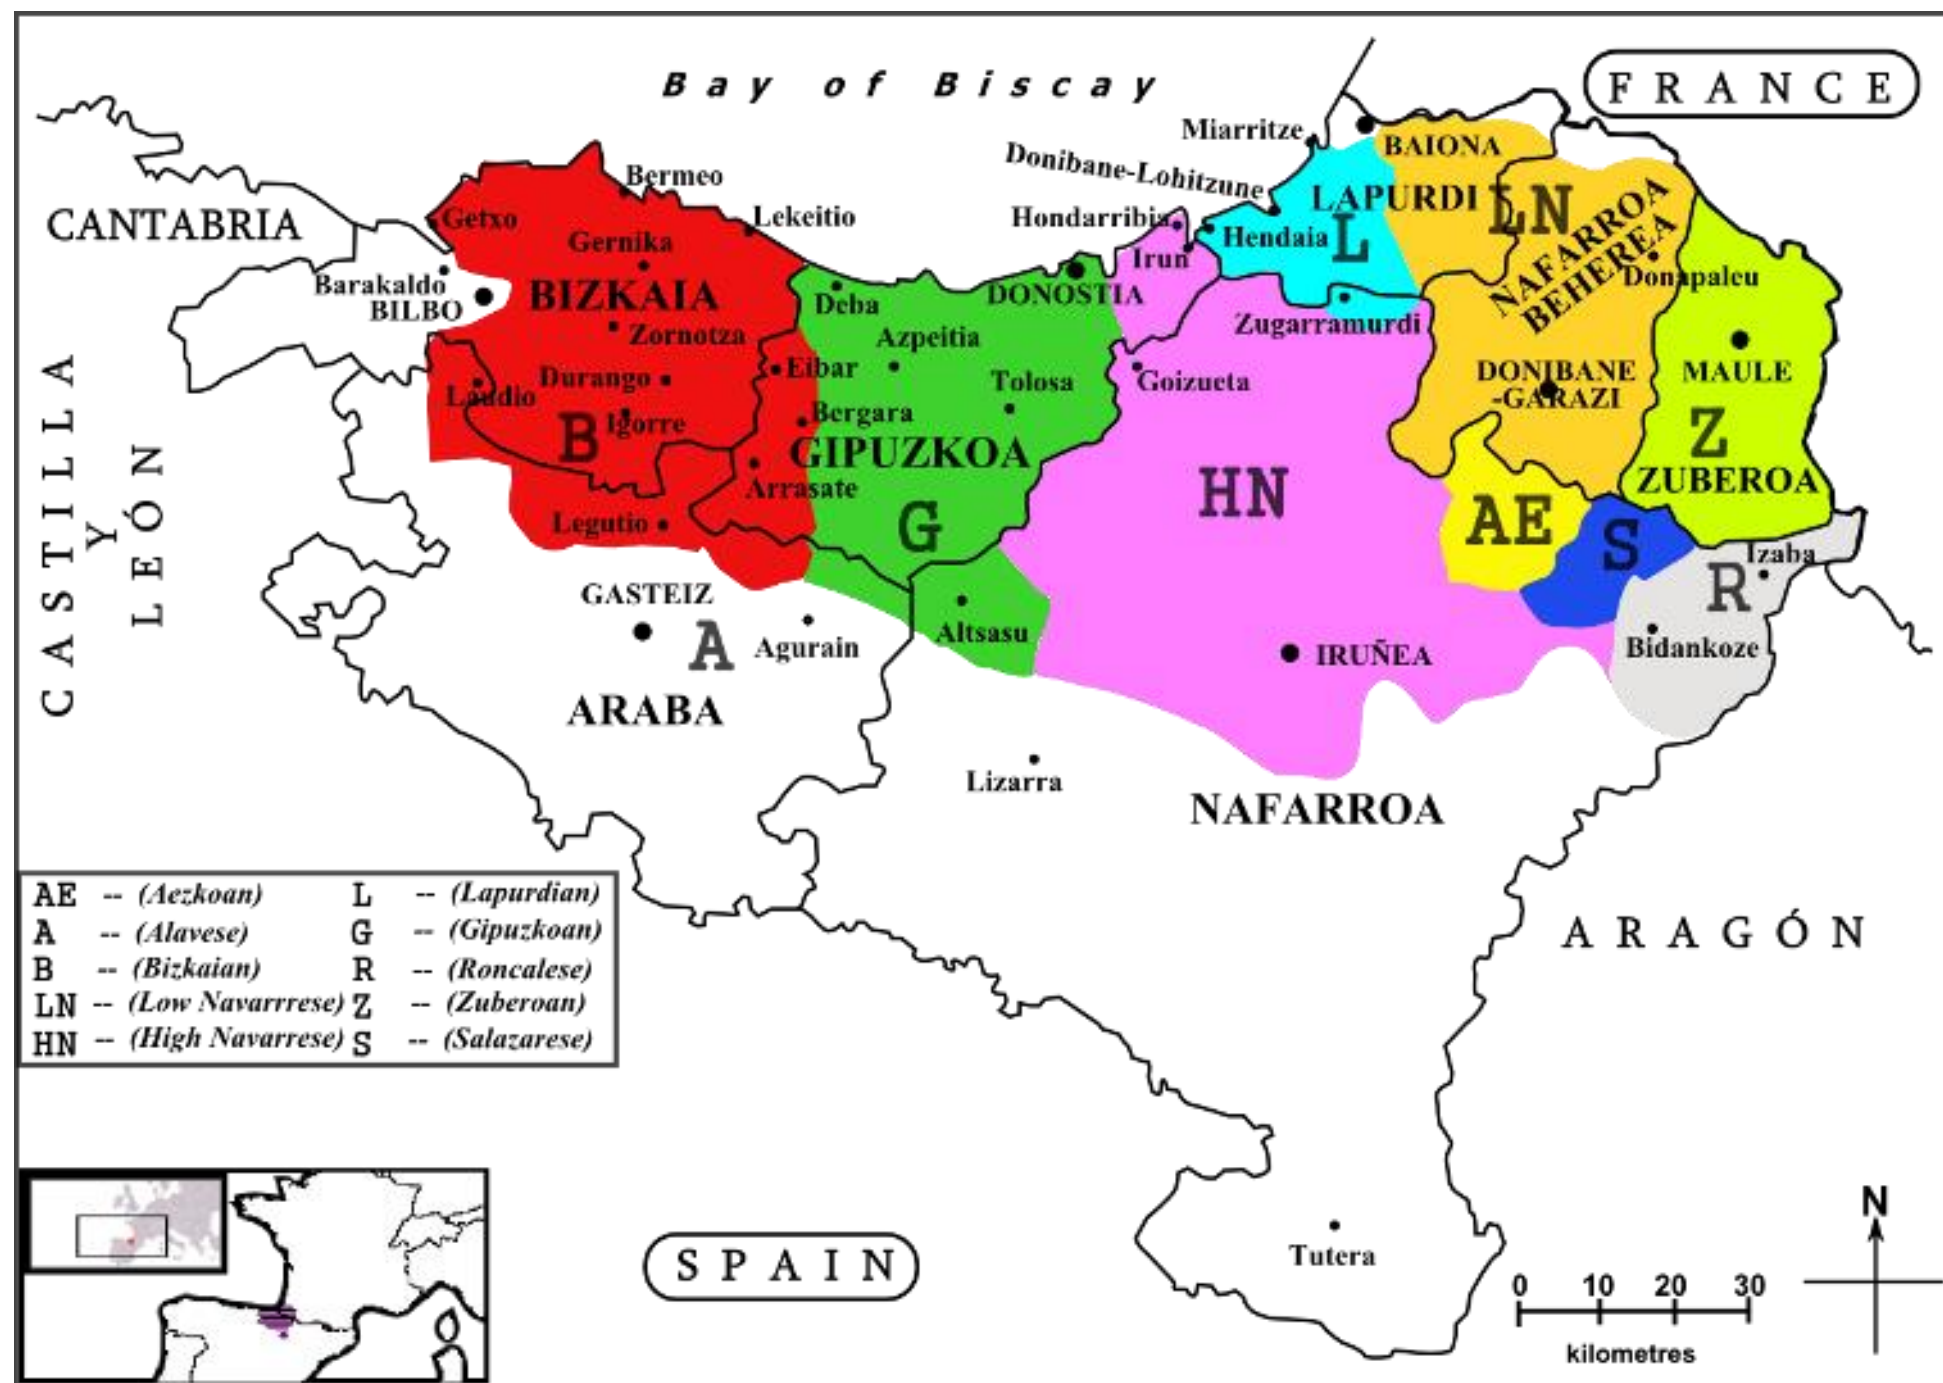 Bay of Biscay
FRANCE
Miarritze
BAIONA
Donibane-Lohitzune
LAPURDI
LN
L
NAFARROA
BEHEREA
Hondarribia
Hendaia
Irun
Donapaleu
Bermeo
Getxo
Lekeitio
CANTABRIA
Gernika
Barakaldo
BILBO
BIZKAIA
Deba
DONOSTIA
Zornotza
Azpeitia
Zugarramurdi
Eibar
Durango
Tolosa
Goizueta
DONIBANE
-GARAZI
MAULE
Laudio
Igorre
B
Bergara
GIPUZKOA
Z
ZUBEROA
Arrasate
HN
AE
S
G
Legutio
Izaba
R
CASTILLA
Y
LEÓN
GASTEIZ
A
Agurain
Altsasu
IRUÑEA
Bidankoze
ARABA
Lizarra
NAFARROA
ARAGÓN
AE -- (Aezkoan)
A -- (Alavese)
B -- (Bizkaian)
LN -- (Low Navarrrese)
HN -- (High Navarrese)
L -- (Lapurdian)
G -- (Gipuzkoan)
R -- (Roncalese)
Z -- (Zuberoan)
S -- (Salazarese)
SPAIN
Tutera
N
0 10 20 30
kilometres